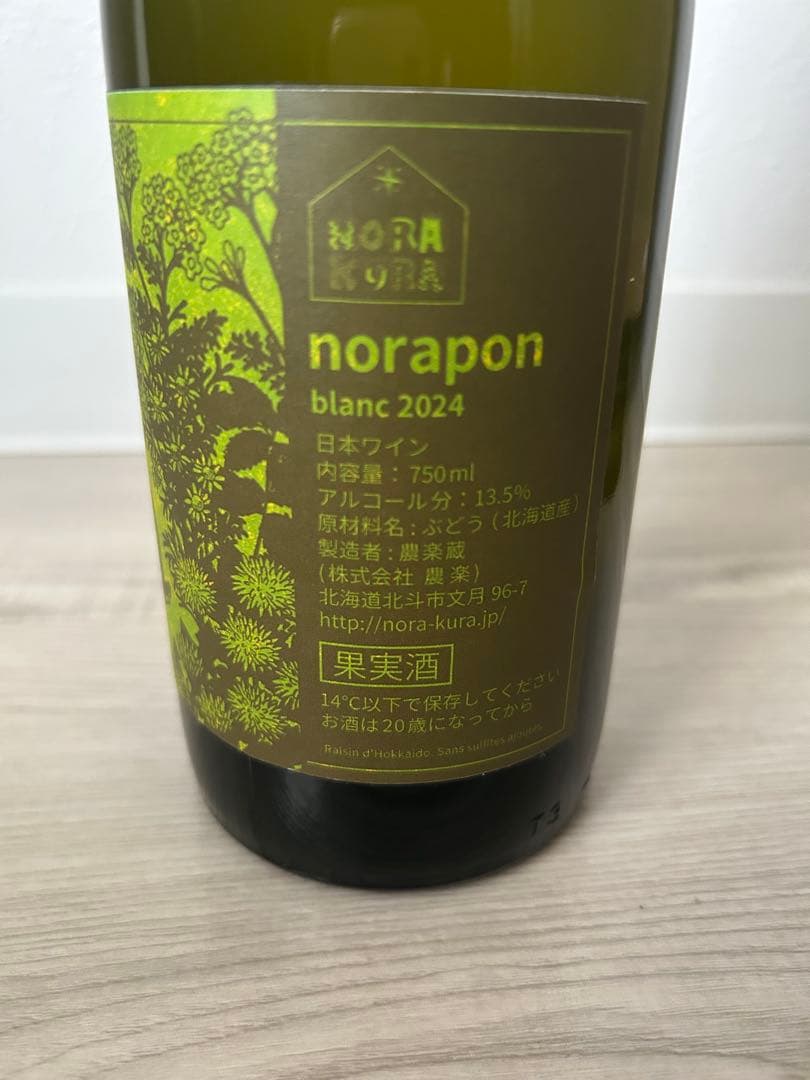 NORA
KURA
norapon
blanc 2024
日本ワイン
内容量：750ml
アルコール分：13.5%
原材料名：ぶどう（北海道産）
製造者：農楽蔵
(株式会社 農楽)
北海道北斗市文月 96-7
http://nora-kura.jp/
果実酒
14℃以下で保存してください
お酒は20歳になってから
Raisin d'Hokkaido. Sans sulfites ajoutés.
T3